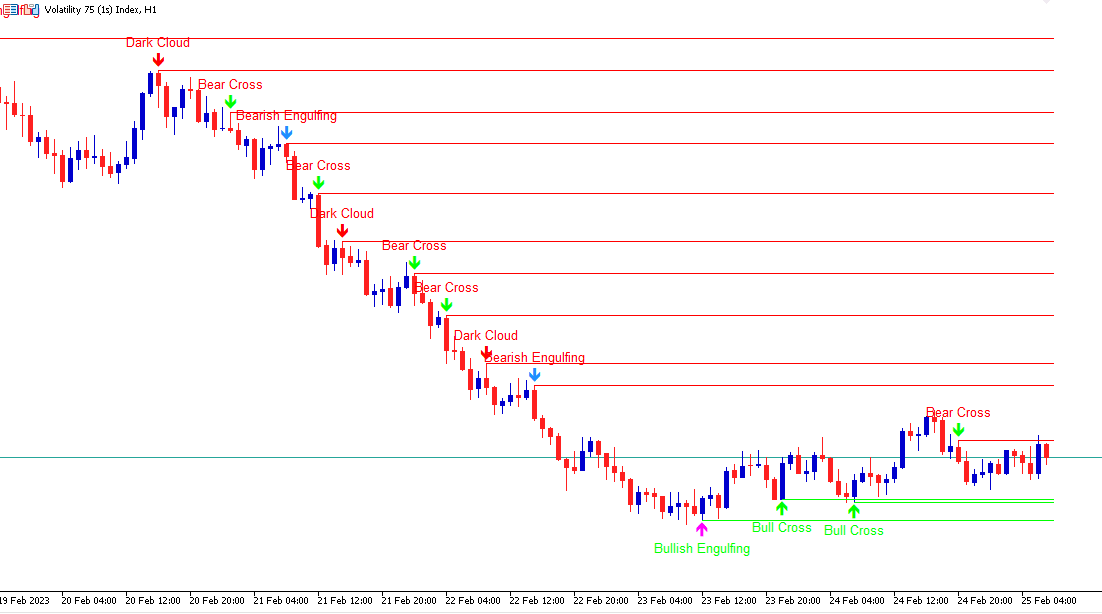 Volatility 75 (1s) Index, H1
Dark Cloud
Bear Cross
Bearish Engulfing
Bear Cross
Dark Cloud
Bear Cross
Bear Cross
Dark Cloud
Bearish Engulfing
Bear Cross
Bull Cross
Bull Cross
Bullish Engulfing
19 Feb 2023 20 Feb 04:00 20 Feb 12:00 20 Feb 20:00 21 Feb 04:00 21 Feb 12:00 21 Feb 20:00 22 Feb 04:00 22 Feb 12:00 22 Feb 20:00 23 Feb 04:00 23 Feb 12:00 23 Feb 20:00 24 Feb 04:00 24 Feb 12:00 24 Feb 20:00 25 Feb 04:00